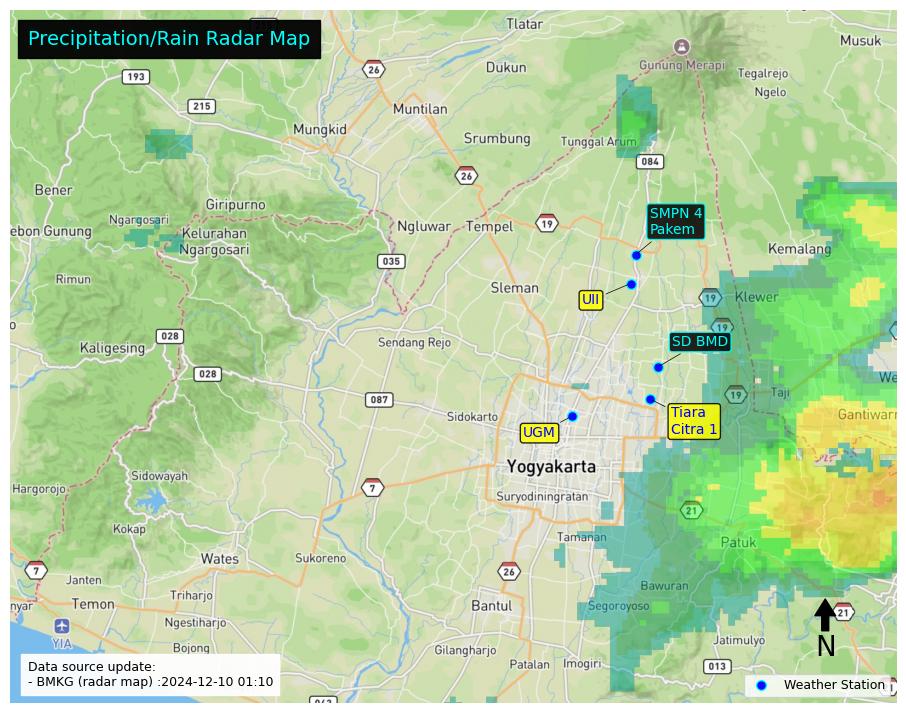 Precipitation/Rain Radar Map
Tlatar
Musuk
26
193
Dukun
Gunung Merapi
Tegalrejo
Ngelo
215
Muntilan
Mungkid
Srumbung
Tunggal Arum
084
26
Bener
Giripurno
Ngargosari
ebon Gunung
Kelurahan
Ngargosari
Ngluwar
Tempel
19
SMPN 4
Pakem
Kemalang
035
Rimun
Sleman
UII
19
Klewer
19
028
Kaligesing
Sendang Rejo
SD BMD
028
We
087
19
Taji
Sidokarto
UGM
Tiara
Citra 1
Gantiwar
Yogyakarta
Sidowayah
Hargorojo
7
Suryodiningratan
21
Kokap
Tamanan
Patuk
Wates
Sukoreno
7
26
Janten
Triharjo
Bawuran
Temon
nyar
Bantul
Segoroyoso
21
Ngestiharjo
YIA
N
Jatimulyo
Bojong
Gilangharjo
Patalan
Imogiri
013
Data source update:
- BMKG (radar map) :2024-12-10 01:10
Weather Station